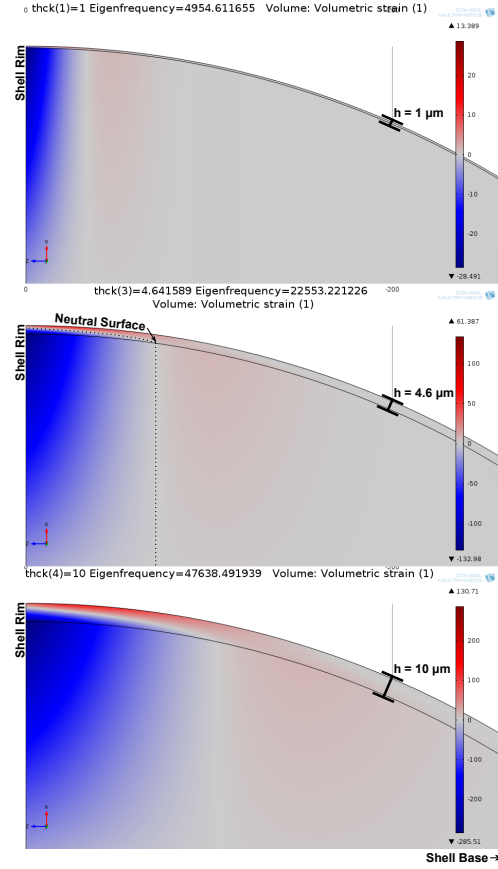 thck(1)=1 Eigenfrequency=4954.611655 Volume: Volumetric strain (1)
0
▲ 13.389
Shell Rim
20
h = 1 µm
10
0
-10
-20
▼ -28.491
0
-200
thck(3)=4.641589 Eigenfrequency=22553.221226
Volume: Volumetric strain (1)
▲ 61.387
Neutral Surface
Shell Rim
100
h = 4.6 µm
50
0
-50
-100
▼ -132.98
-200
thck(4)=10 Eigenfrequency=47638.491939 Volume: Volumetric strain (1)
▲ 130.71
Shell Rim
200
h = 10 µm
100
0
-100
-200
▼ -285.51
Shell Base→